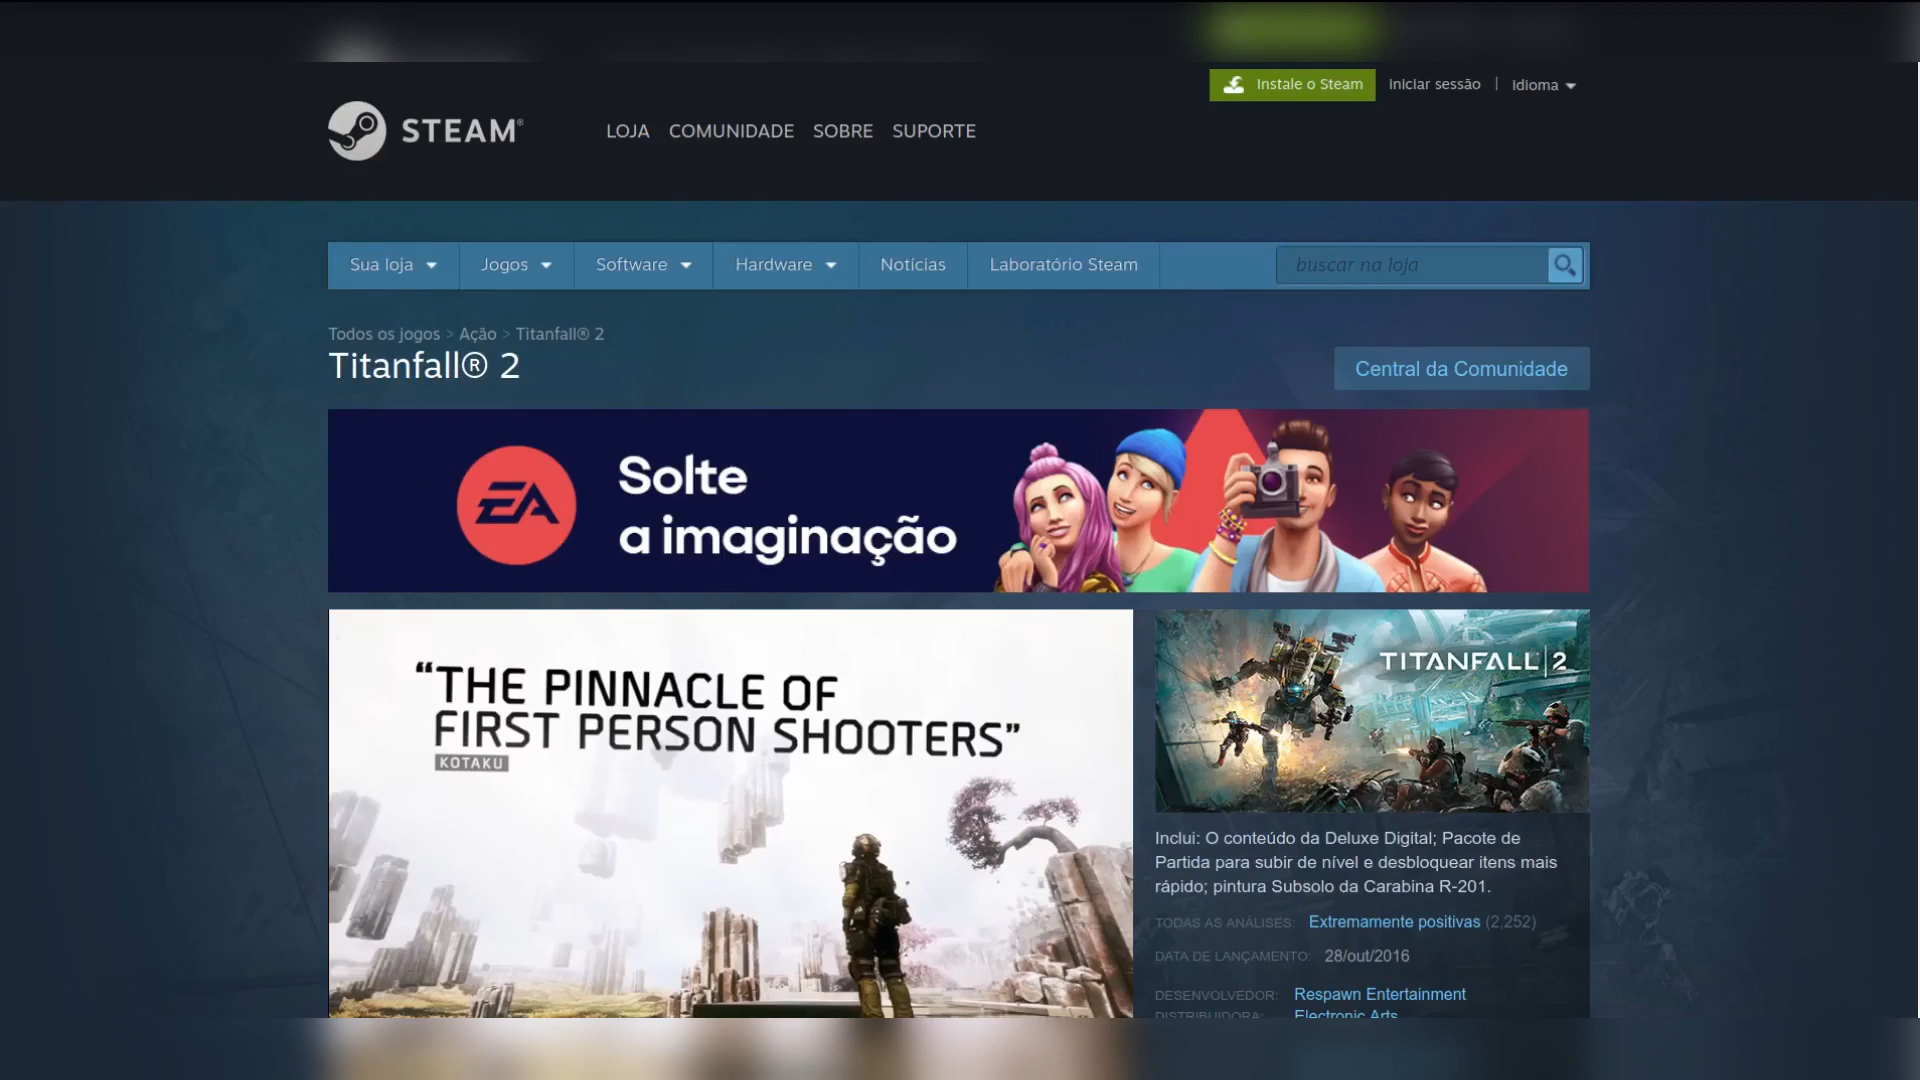 Instale o Steam
Iniciar sessão | Idioma
STEAM®
LOJA COMUNIDADE SOBRE SUPORTE
Sua loja Jogos Software Hardware Notícias Laboratório Steam buscar na loja
Todos os jogos > Ação > Titanfall® 2
Titanfall® 2
Central da Comunidade
EA
Solte
a imaginação
“THE PINNACLE OF
FIRST PERSON SHOOTERS”
KOTAKU
TITANFALL 2
Inclui: O conteúdo da Deluxe Digital; Pacote de
Partida para subir de nível e desbloquear itens mais
rápido; pintura Subsolo da Carabina R-201.
TODAS AS ANÁLISES: Extremamente positivas (2,252)
DATA DE LANÇAMENTO: 28/out/2016
DESENVOLVEDOR: Respawn Entertainment
DISTRIBUIDORA: Electronic Arts